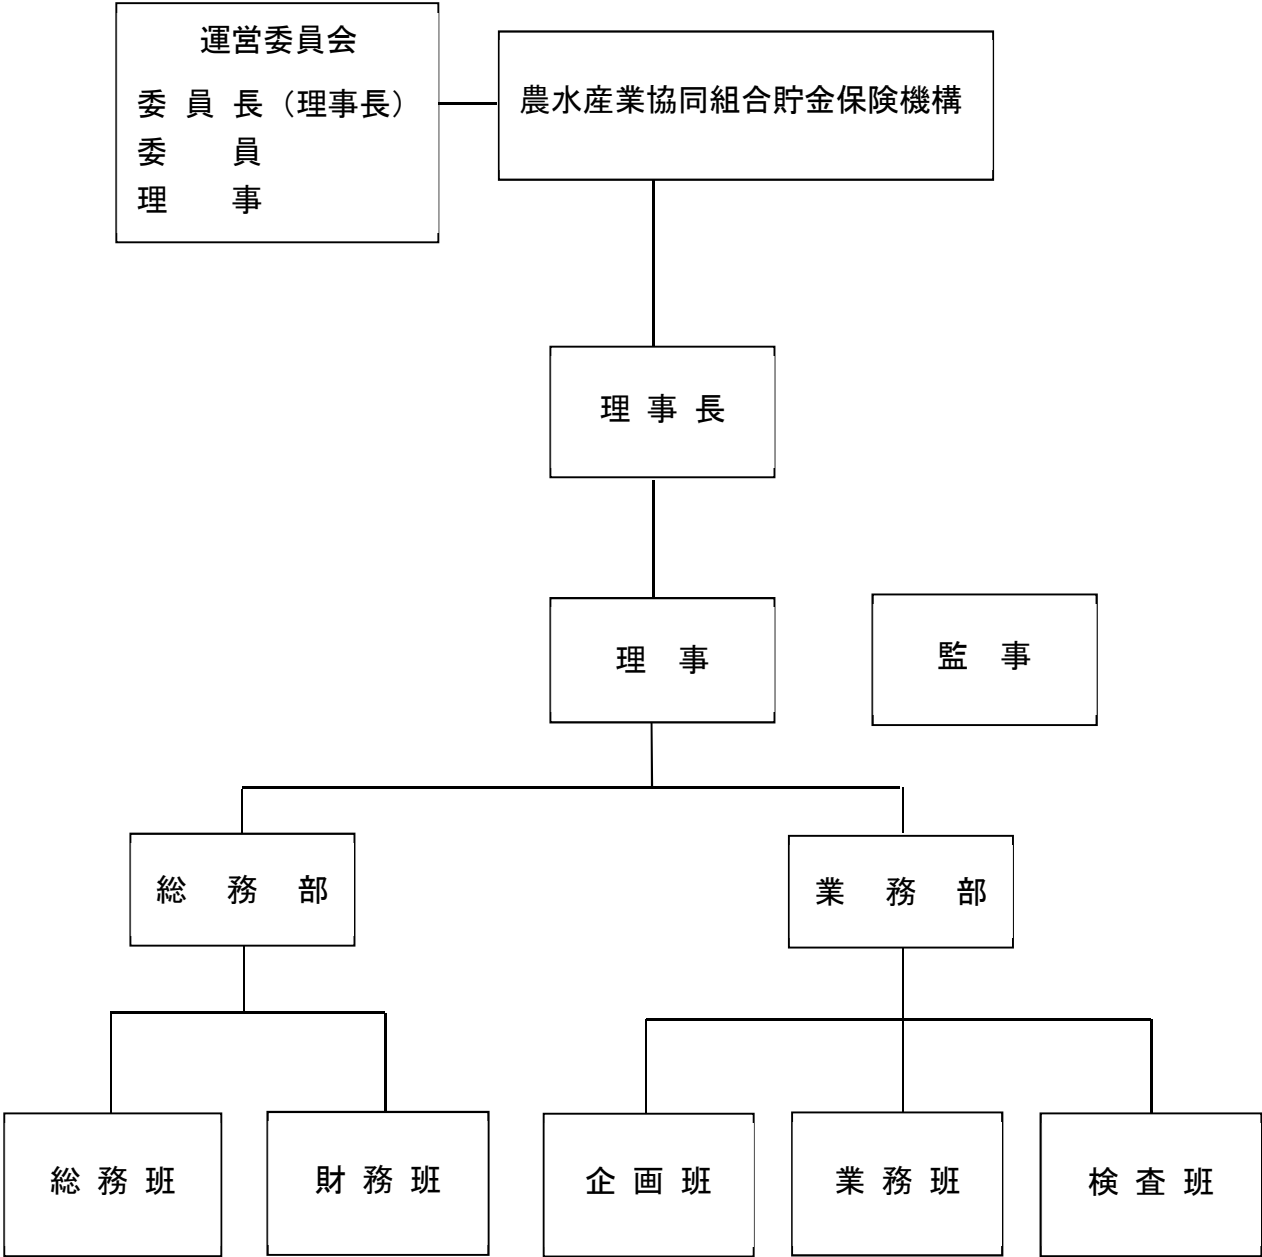 運営委員会
委員長（理事長）
委員
理事
農水産業協同組合貯金保険機構
理事長
理事
監事
総務部
業務部
総務班
財務班
企画班
業務班
検査班